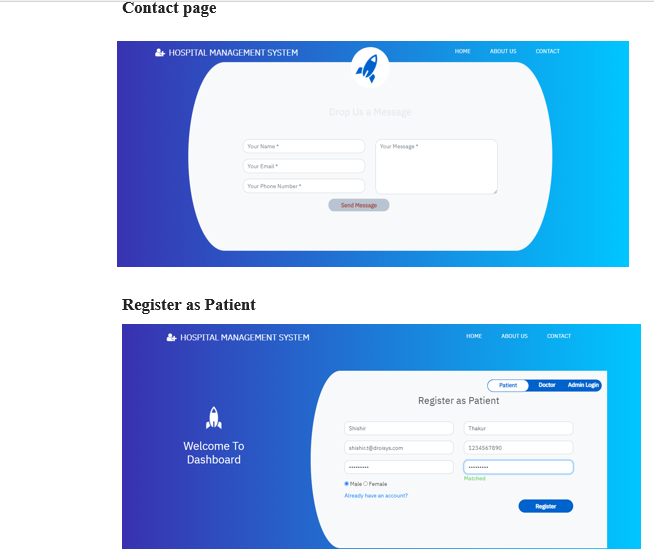 Contact page
HOSPITAL MANAGEMENT SYSTEM
HOME ABOUT US CONTACT
Drop Us a Message
Your Name *
Your Message *
Your Email *
Your Phone Number *
Send Message
Register as Patient
HOSPITAL MANAGEMENT SYSTEM
HOME ABOUT US CONTACT
Patient Doctor Admin Login
Register as Patient
Welcome To
Dashboard
Shishir Thakur
shishir.t@droisys.com 1234567890
Matched
Male Female
Already have an account?
Register